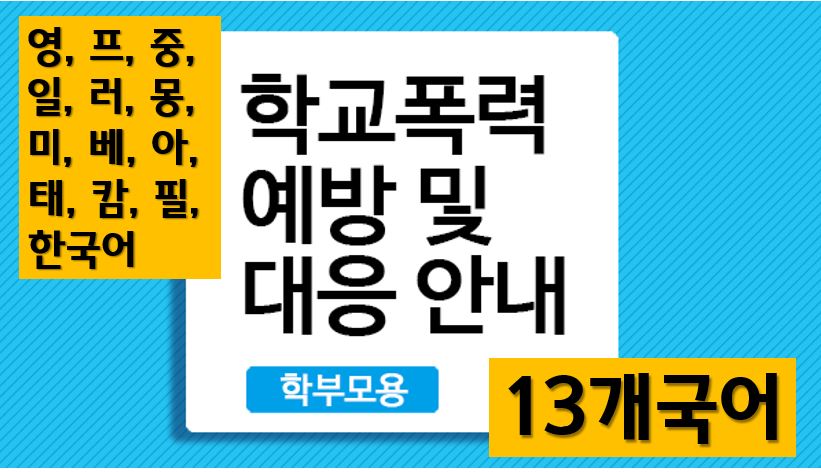 영, 프, 중,
일, 러, 몽,
미, 베, 아,
태, 캄, 필,
한국어
학교폭력
예방 및
대응 안내
학부모용
13개국어